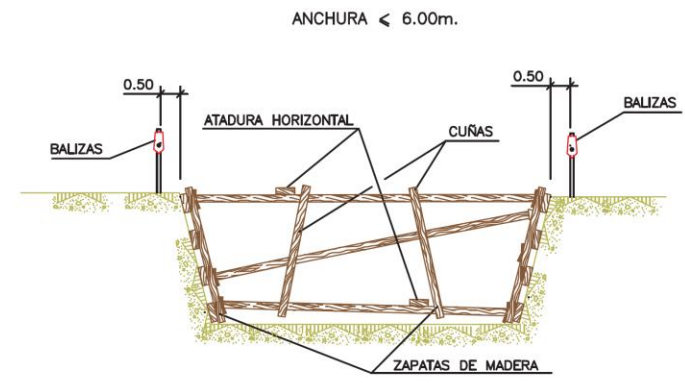 ANCHURA < 6.00m.
0.50
0.50
BALIZAS
ATADURA HORIZONTAL
CUÑAS
BALIZAS
ZAPATAS DE MADERA